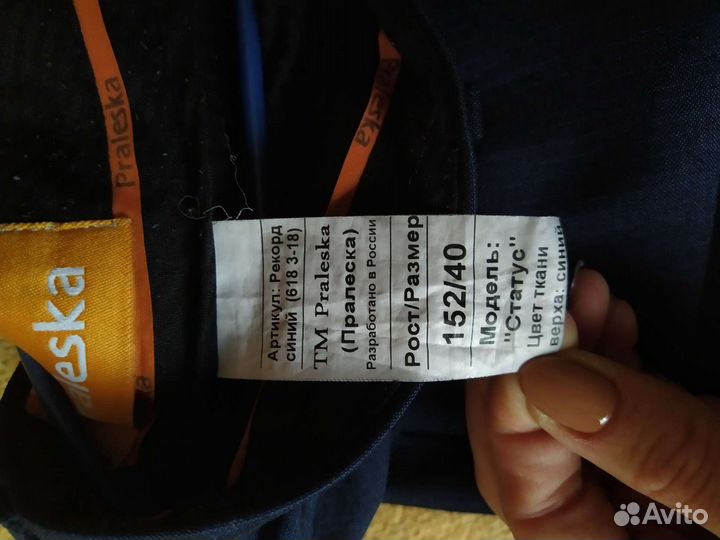 Артикул: Рекорд
синий (618 3-18)
ТМ Praleska
(Пралеска)
Разработано в России
Рост/Размер
152/40
Модель:
"Статус"
Цвет ткани
верха: синий
Praleska
Praleska
aleska
Avito